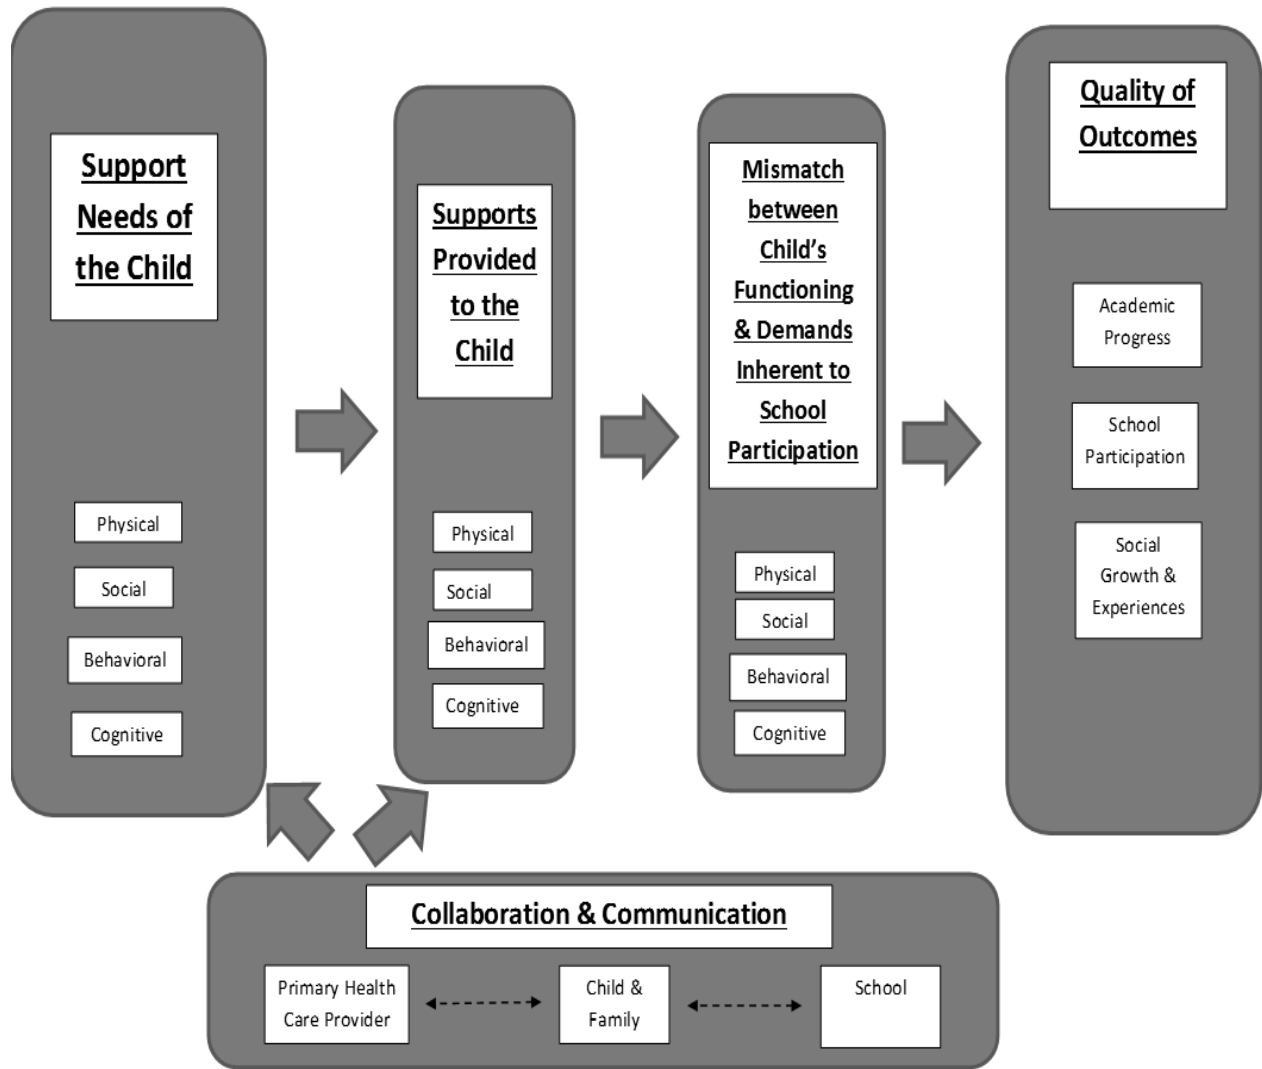 Support
Needs of
the Child
Physical
Social
Behavioral
Cognitive
Supports
Provided
to the
Child
Physical
Social
Behavioral
Cognitive
Mismatch
between
Child’s
Functioning
& Demands
Inherent to
School
Participation
Physical
Social
Behavioral
Cognitive
Quality of
Outcomes
Academic
Progress
School
Participation
Social
Growth &
Experiences
Collaboration & Communication
Primary Health
Care Provider
Child &
Family
School